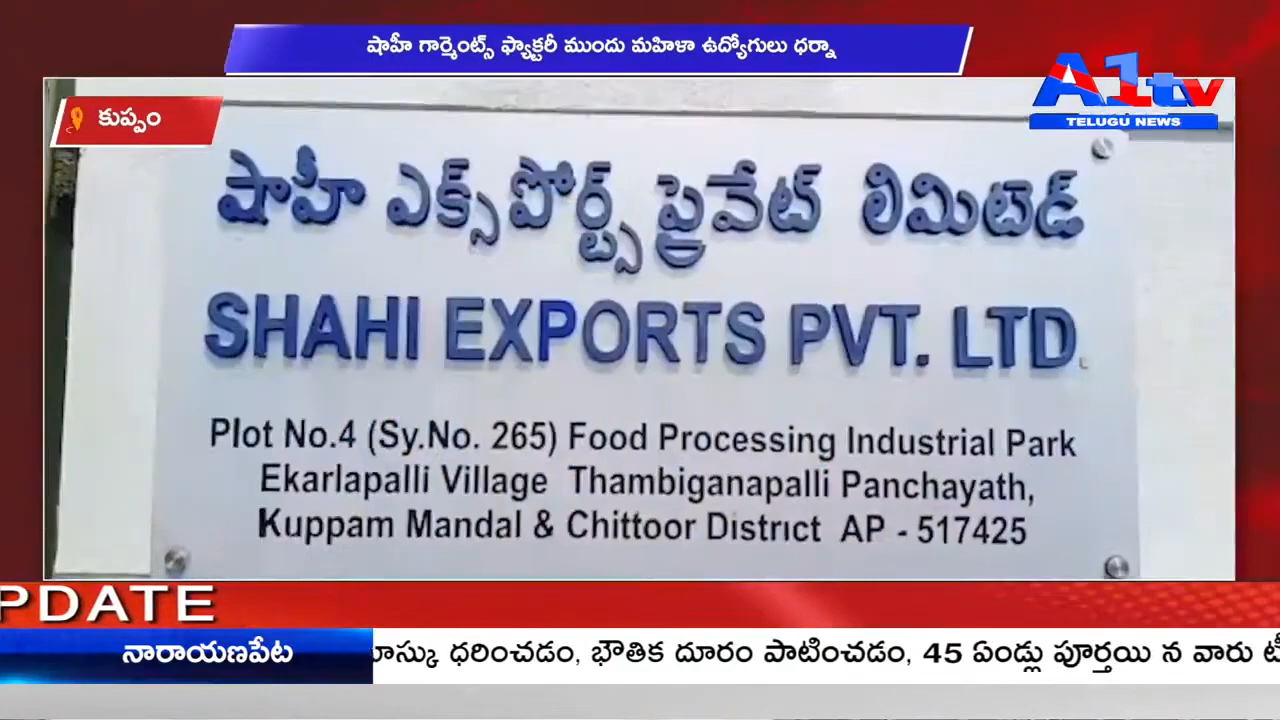 షాహీ గార్మెంట్స్ ఫ్యాక్టరీ ముందు మహిళా ఉద్యోగులు ధర్నా
కుప్పం
A1tv
TELUGU NEWS
షాహీ ఎక్స్‌పోర్ట్స్ ప్రైవేట్ లిమిటెడ్
SHAHI EXPORTS PVT. LTD.
Plot No.4 (Sy.No. 265) Food Processing Industrial Park
Ekarlapalli Village Thambiganapalli Panchayath,
Kuppam Mandal & Chittoor District AP - 517425
PDATE
నారాయణపేట
ధరించడం, భౌతిక దూరం పాటించడం, 45 ఏండ్లు పూర్తయి న వారు